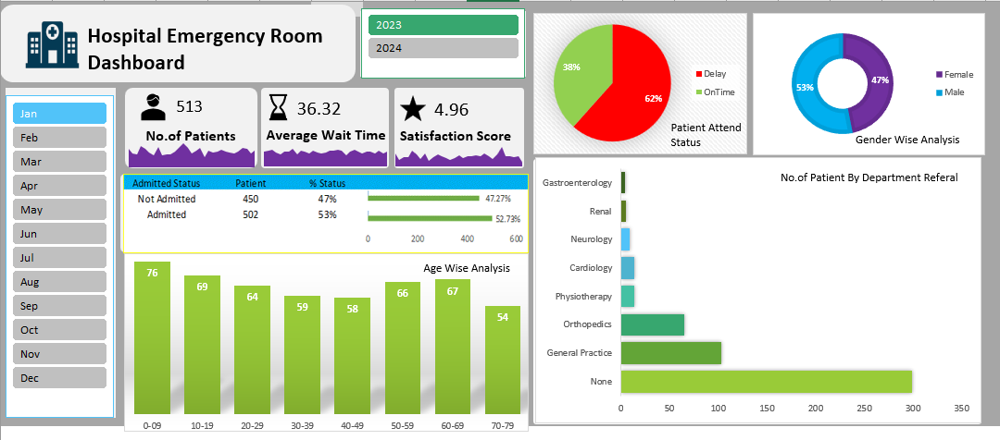 Hospital Emergency Room
Dashboard
2023
2024
Jan
Feb
Mar
Apr
May
Jun
Jul
Aug
Sep
Oct
Nov
Dec
513
No.of Patients
36.32
Average Wait Time
4.96
Satisfaction Score
Admitted Status Patient % Status
Not Admitted 450 47%
Admitted 502 53%
47.27%
52.73%
0 200 400 600
Age Wise Analysis
76 69 64 59 58 66 67 54
0-09 10-19 20-29 30-39 40-49 50-59 60-69 70-79
38%
62%
Delay
OnTime
Patient Attend
Status
53%
47%
Female
Male
Gender Wise Analysis
No.of Patient By Department Referal
Gastroenterology
Renal
Neurology
Cardiology
Physiotherapy
Orthopedics
General Practice
None
0 50 100 150 200 250 300 350